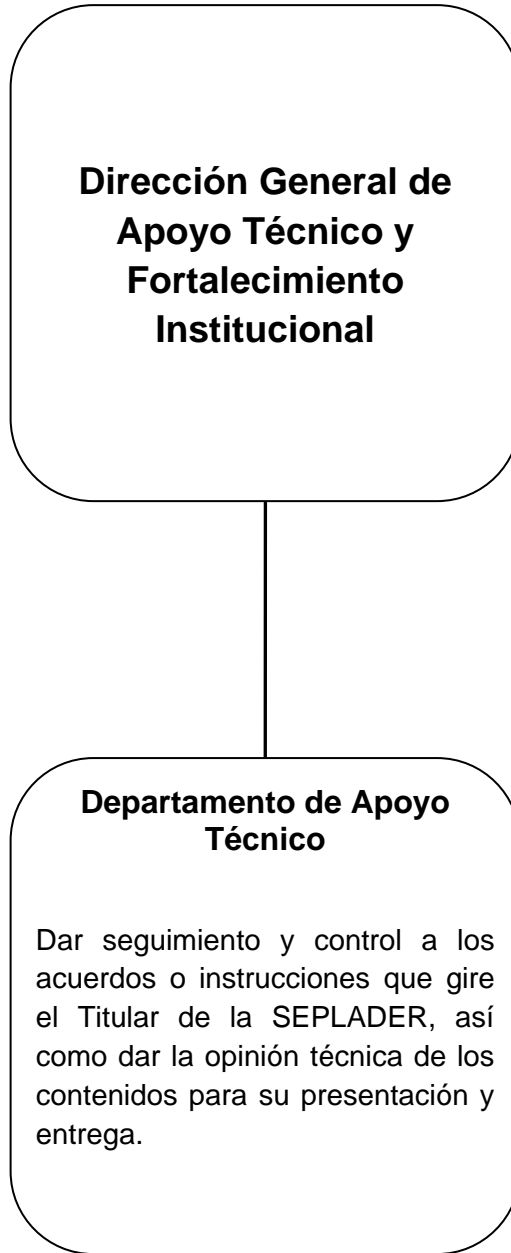 Dirección General de
Apoyo Técnico y
Fortalecimiento
Institucional
Departamento de Apoyo
Técnico
Dar seguimiento y control a los
acuerdos o instrucciones que gire
el Titular de la SEPLADER, así
como dar la opinión técnica de los
contenidos para su presentación y
entrega.